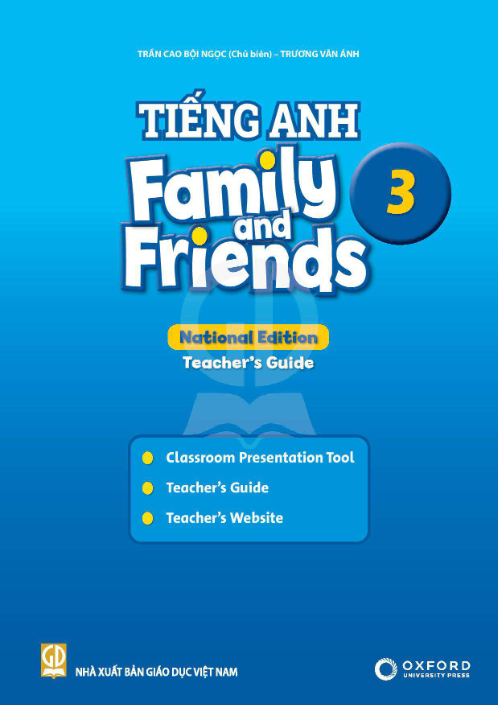 TRẦN CAO BỘI NGỌC (Chủ biên) – TRƯƠNG VĂN ÁNH
TIẾNG ANH
Family
and
Friends
3
National Edition
Teacher's Guide
Classroom Presentation Tool
Teacher's Guide
Teacher's Website
NHÀ XUẤT BẢN GIÁO DỤC VIỆT NAM
OXFORD
UNIVERSITY PRESS